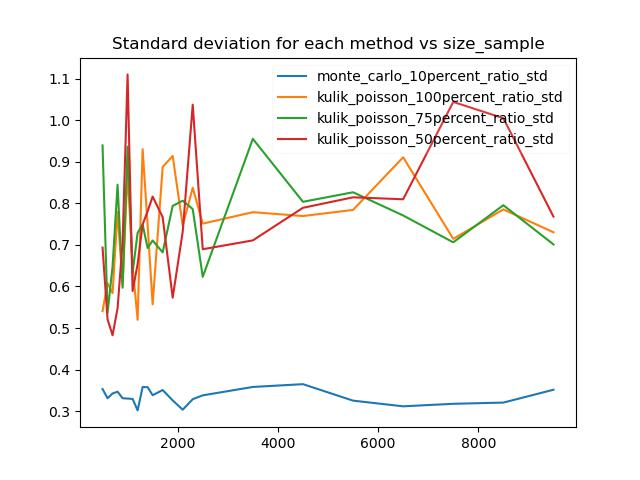 Standard deviation for each method vs size_sample
monte_carlo_10percent_ratio_std
kulik_poisson_100percent_ratio_std
kulik_poisson_75percent_ratio_std
kulik_poisson_50percent_ratio_std
1.1
1.0
0.9
0.8
0.7
0.6
0.5
0.4
0.3
2000 4000 6000 8000